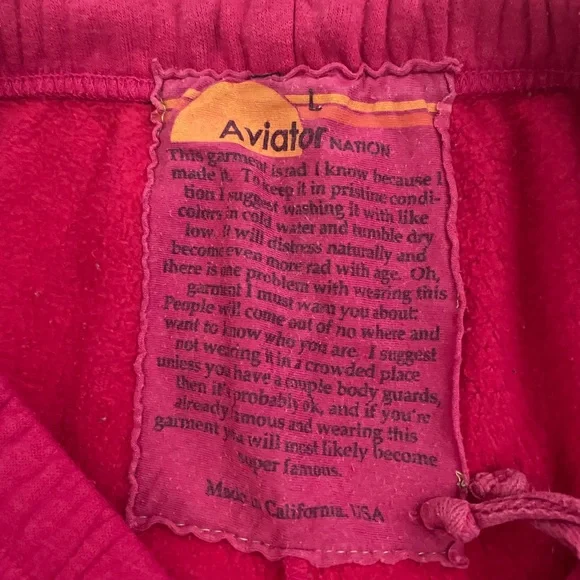 L
Aviator NATION
This garment is rad I know because I
made it. To keep it in pristine condi-
tion I suggest washing it with like
colors in cold water and tumble dry
low. It will distress naturally and
become even more rad with age. Oh,
there is one problem with wearing this
garment I must warn you about:
People will come out of no where and
want to know who you are. I suggest
not wearing it in a crowded place
unless you have a couple body guards,
then it's probably ok, and if you're
already famous and wearing this
garment you will most likely become
super famous.
Made in California, USA